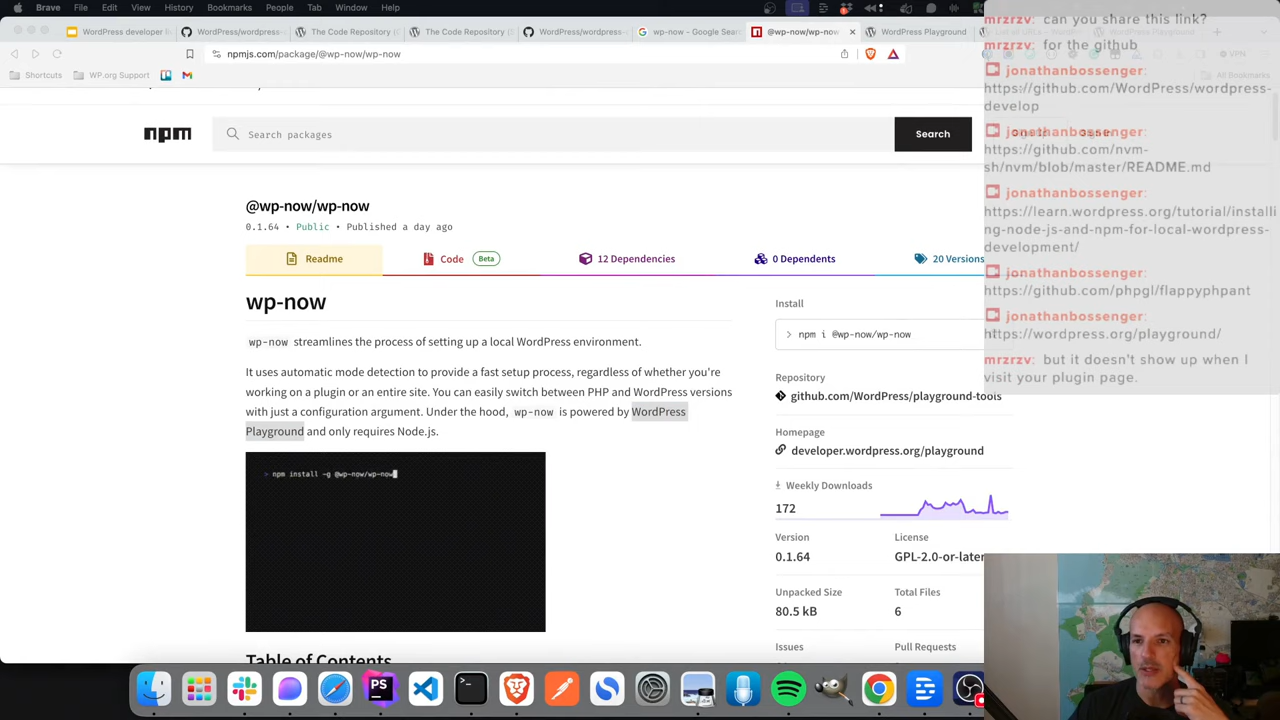 Brave File Edit View History Bookmarks People Tab Window Help
WordPress developer WordPress/wordpress- The Code Repository ( The Code Repository ( WordPress/wordpress- wp-now - Google Sear @wp-now/wp-now WordPress Playground
npmjs.com/package/@wp-now/wp-now
VPN
Shortcuts WP.org Support
All Bookmarks
npm
Search packages
Search
@wp-now/wp-now
0.1.64 • Public • Published a day ago
Readme
Code Beta
12 Dependencies
0 Dependents
20 Versions
wp-now
wp-now streamlines the process of setting up a local WordPress environment.
It uses automatic mode detection to provide a fast setup process, regardless of whether you're
working on a plugin or an entire site. You can easily switch between PHP and WordPress versions
with just a configuration argument. Under the hood, wp-now is powered by WordPress
Playground and only requires Node.js.
> npm install -g @wp-now/wp-now
Table of Contents
Install
> npm i @wp-now/wp-now
Repository
github.com/WordPress/playground-tools
Homepage
developer.wordpress.org/playground
Weekly Downloads
172
Version
License
0.1.64
GPL-2.0-or-later
Unpacked Size
Total Files
80.5 kB
6
Issues
Pull Requests
mrzrzv: can you share this link?
mrzrzv: for the github
jonathanbossenger:
https://github.com/WordPress/wordpress-
develop
jonathanbossenger:
https://github.com/nvm-
sh/nvm/blob/master/README.md
jonathanbossenger:
https://learn.wordpress.org/tutorial/installi
ng-node-js-and-npm-for-local-wordpress-
development/
jonathanbossenger:
https://github.com/phpgl/flappyphpant
jonathanbossenger:
https://wordpress.org/playground/
mrzrzv: but it doesn't show up when I
visit your plugin page.
PS